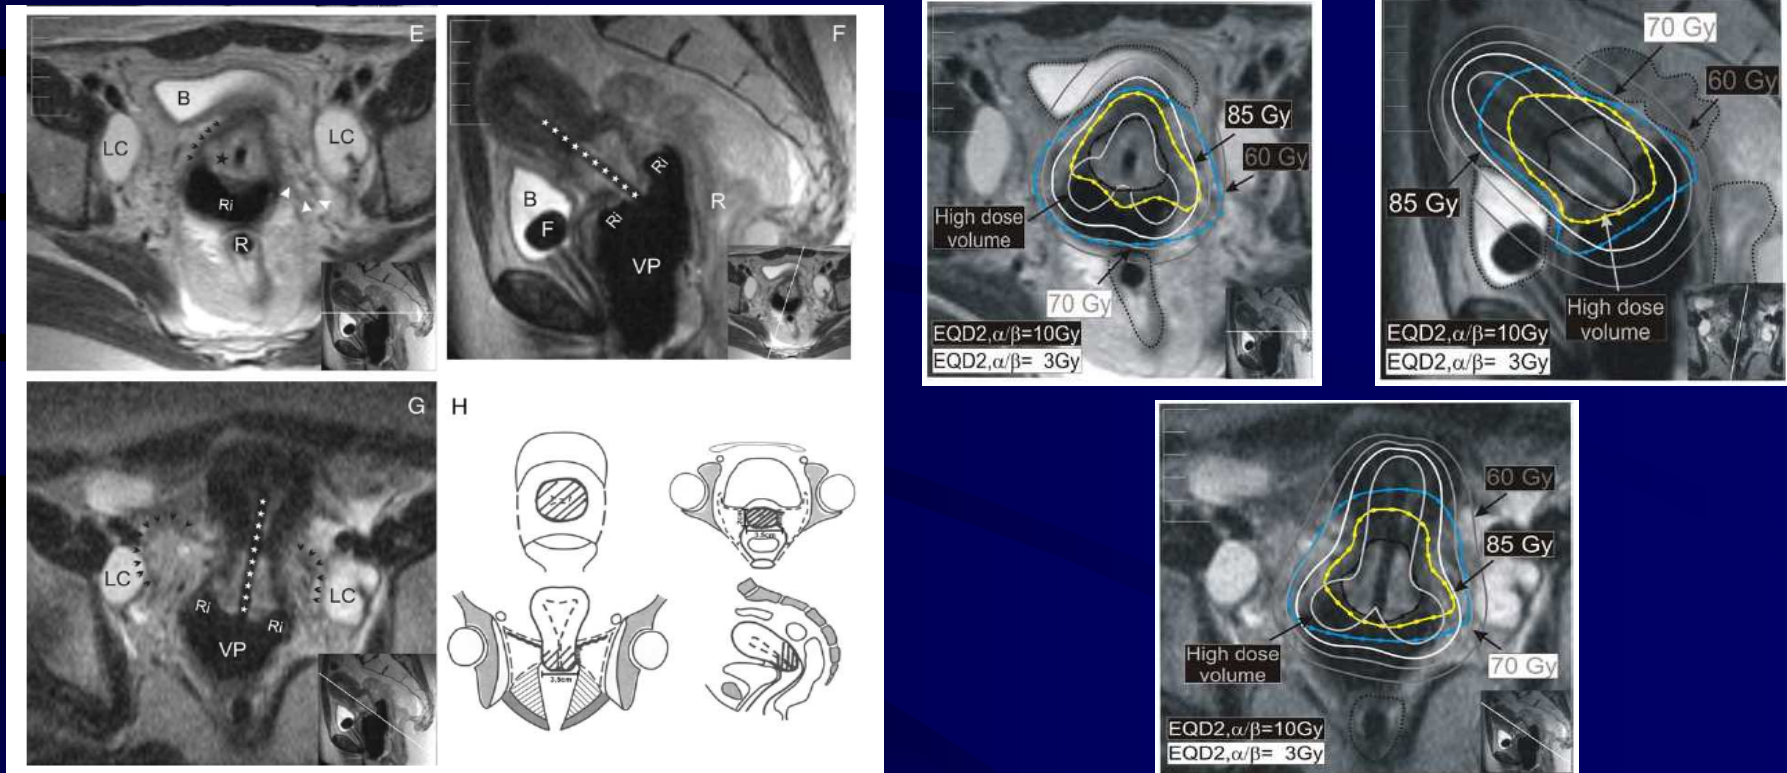 E
B
LC
LC
Ri
R
F
Ri
B
Ri
R
F
VP
G
LC
LC
Ri
Ri
VP
H
3,5cm
3,5cm
85 Gy
60 Gy
High dose
volume
70 Gy
EQD2,α/β=10Gy
EQD2,α/β= 3Gy
70 Gy
60 Gy
85 Gy
High dose
volume
EQD2,α/β=10Gy
EQD2,α/β= 3Gy
60 Gy
85 Gy
High dose
volume
70 Gy
EQD2,α/β=10Gy
EQD2,α/β= 3Gy